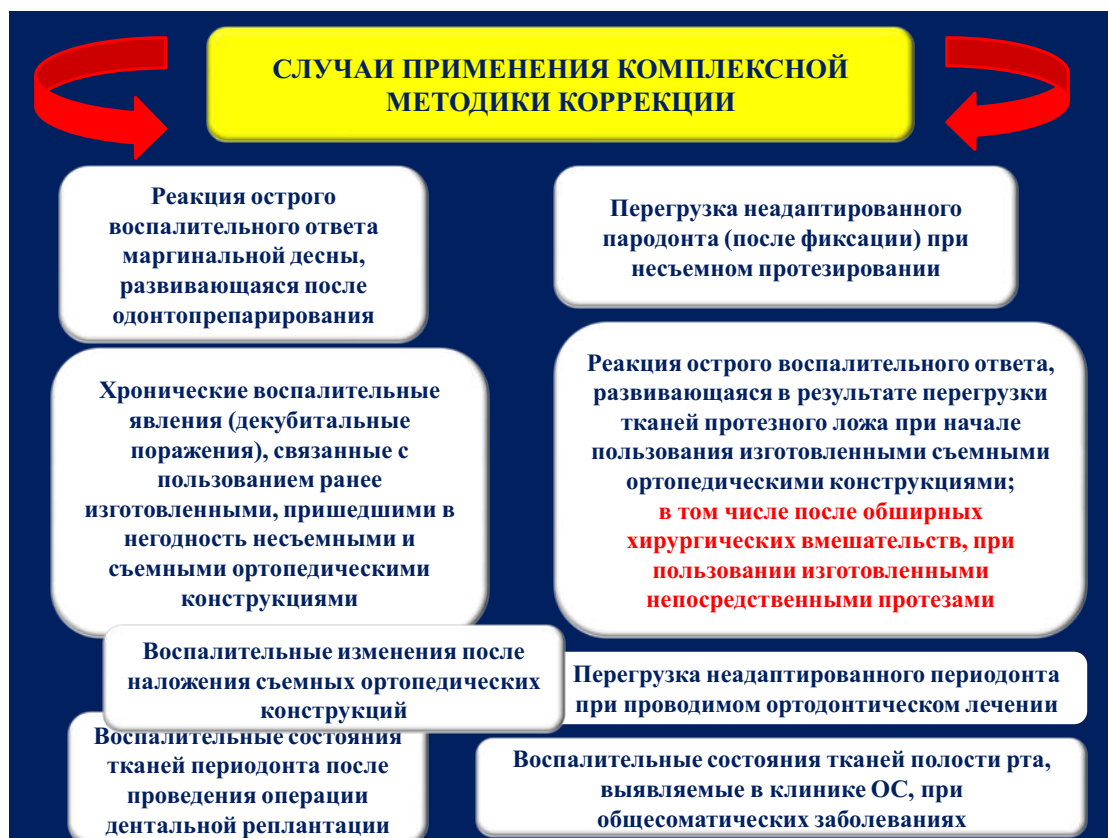 СЛУЧАИ ПРИМЕНЕНИЯ КОМПЛЕКСНОЙ
МЕТОДИКИ КОРРЕКЦИИ
Реакция острого
воспалительного ответа
маргинальной десны,
развивающаяся после
одонтопрепарирования
Перегрузка неадаптированного
пародонта (после фиксации) при
несъемном протезировании
Хронические воспалительные
явления (декубитальные
поражения), связанные с
пользованием ранее
изготовленными, пришедшими в
негодность несъемными и
съемными ортопедическими
конструкциями
Реакция острого воспалительного ответа,
развивающаяся в результате перегрузки
тканей протезного ложа при начале
пользования изготовленными съемными
ортопедическими конструкциями;
в том числе после обширных
хирургических вмешательств, при
пользовании изготовленными
непосредственными протезами
Воспалительные изменения после
наложения съемных ортопедических
конструкций
Перегрузка неадаптированного периодонта
при проводимом ортодонтическом лечении
Воспалительные состояния
тканей периодонта после
проведения операции
дентальной реплантации
Воспалительные состояния тканей полости рта,
выявляемые в клинике ОС, при
общесоматических заболеваниях